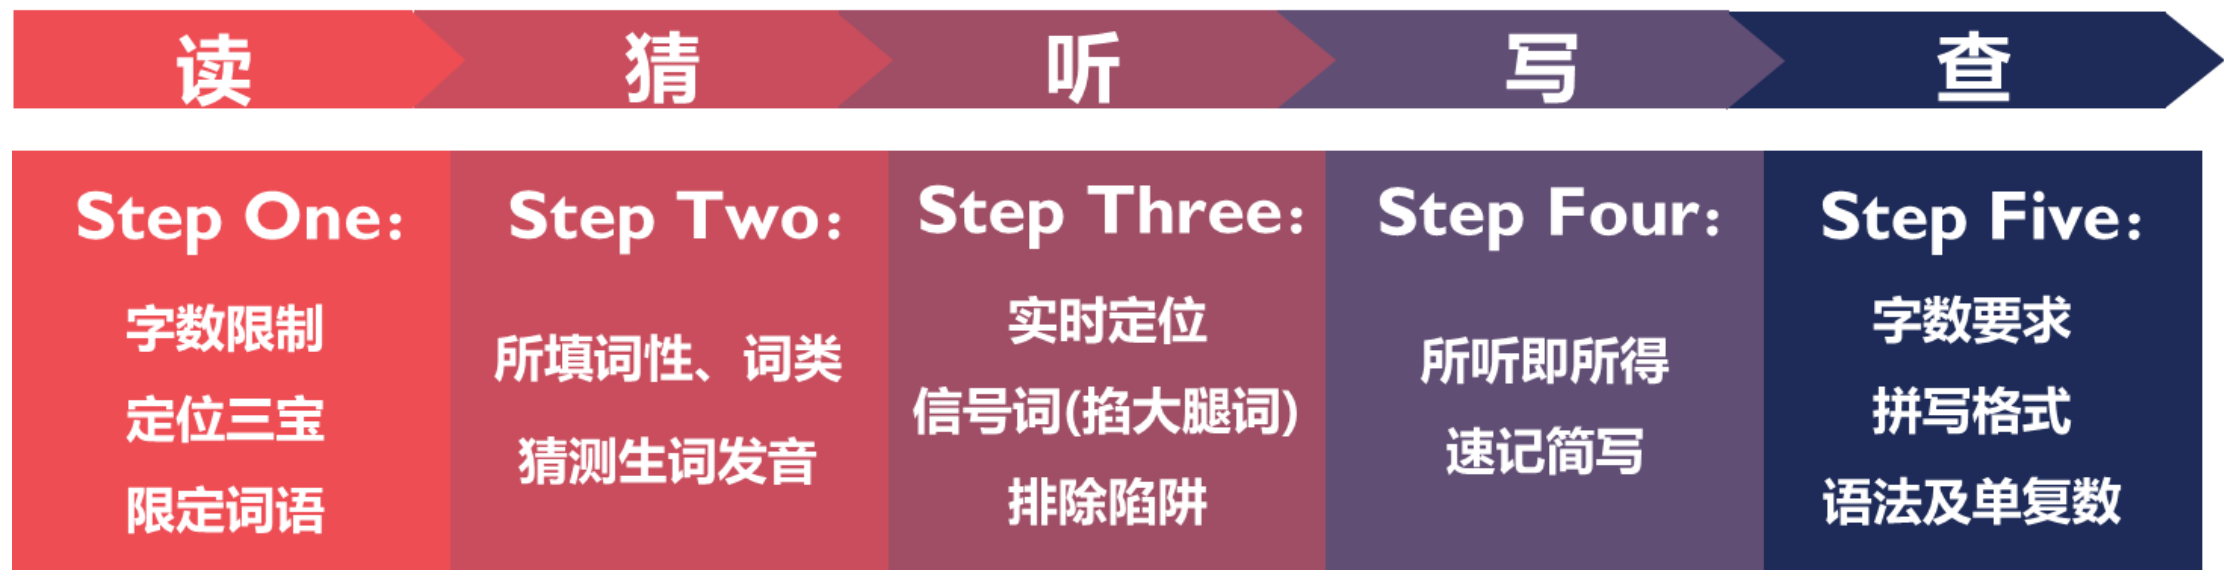 读
猜
听
写
查
Step One：
字数限制
定位三宝
限定词语
Step Two：
所填词性、词类
猜测生词发音
Step Three：
实时定位
信号词(掐大腿词)
排除陷阱
Step Four：
所听即所得
速记简写
Step Five：
字数要求
拼写格式
语法及单复数